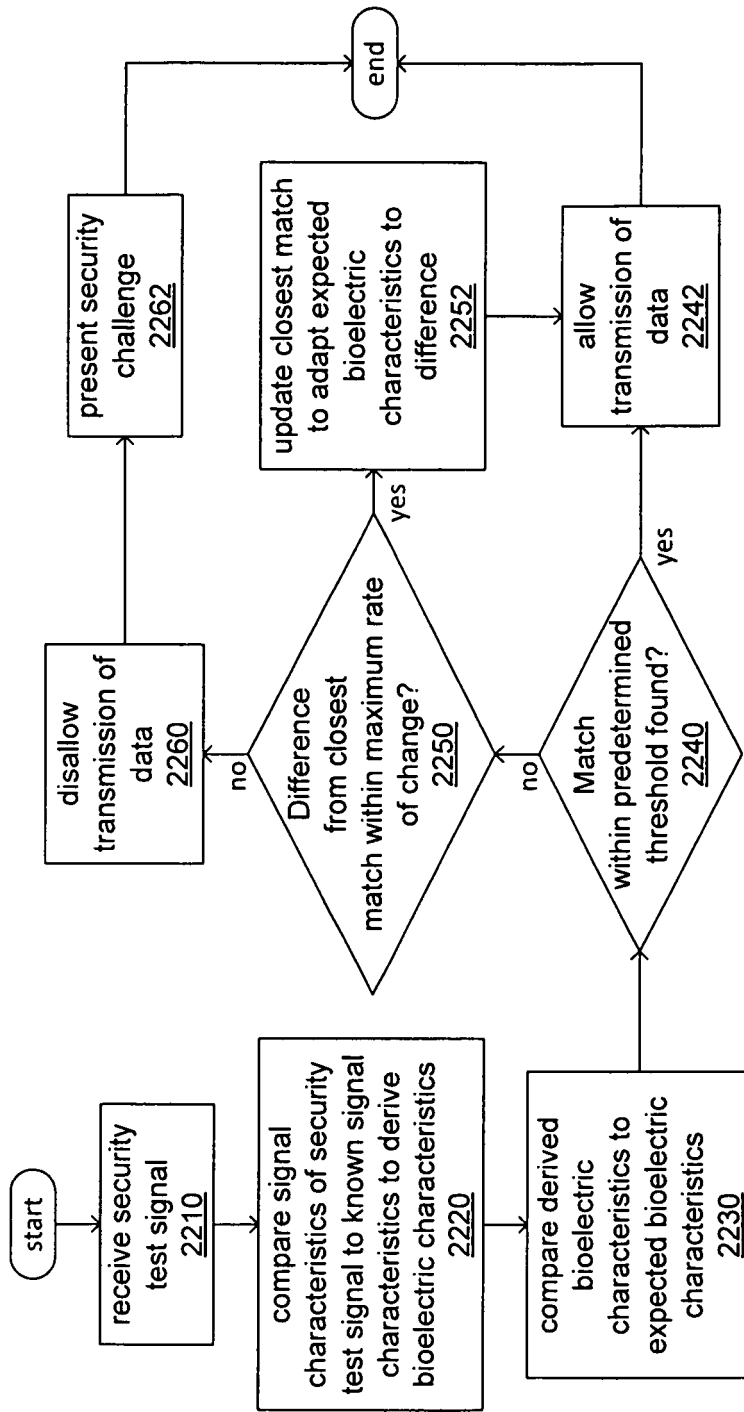 start
receive security
test signal
2210
compare signal
characteristics of security
test signal to known signal
characteristics to derive
bioelectric characteristics
2220
compare derived
bioelectric
characteristics to
expected bioelectric
characteristics
2230
Match
within predetermined
threshold found?
2240
yes
no
allow
transmission of
data
2242
Difference
from closest
match within maximum rate
of change?
2250
yes
no
update closest match
to adapt expected
bioelectric
characteristics to
difference
2252
disallow
transmission of
data
2260
present security
challenge
2262
end